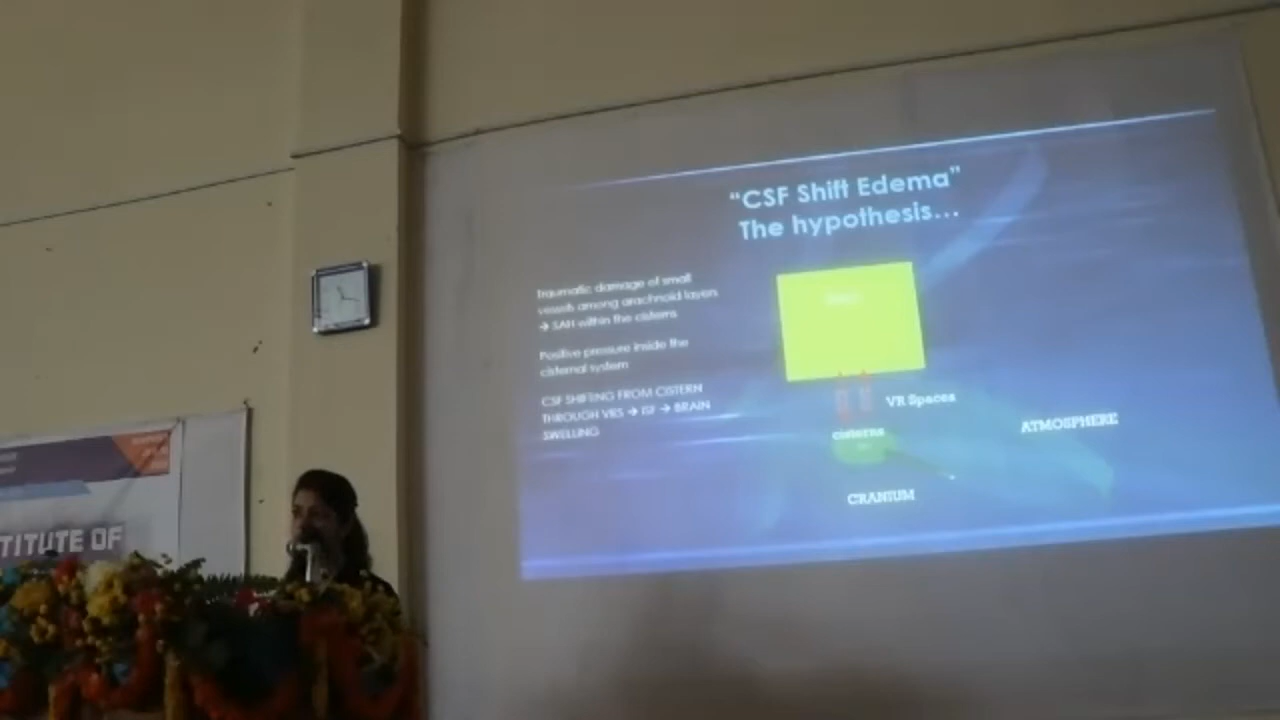 “CSF Shift Edema”
The hypothesis...
Traumatic damage of small
vessels among arachnoid layers
→ SAH within the cisterns
Positive pressure inside the
cisternal system
CSF SHIFTING FROM CISTERN
THROUGH VRS → ISF → BRAIN
SWELLING
VR Spaces
cisterns
ATMOSPHERE
CRANIUM
TITUTE OF